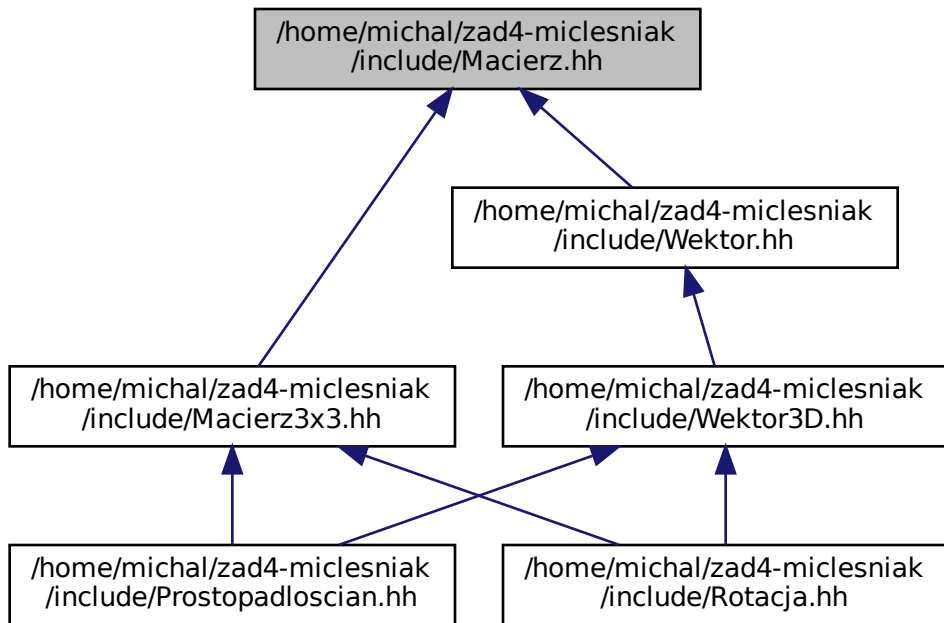 /home/michal/zad4-miclesniak
/include/Macierz.hh
/home/michal/zad4-miclesniak
/include/Wektor.hh
/home/michal/zad4-miclesniak
/include/Macierz3x3.hh
/home/michal/zad4-miclesniak
/include/Wektor3D.hh
/home/michal/zad4-miclesniak
/include/Prostopadloscian.hh
/home/michal/zad4-miclesniak
/include/Rotacja.hh